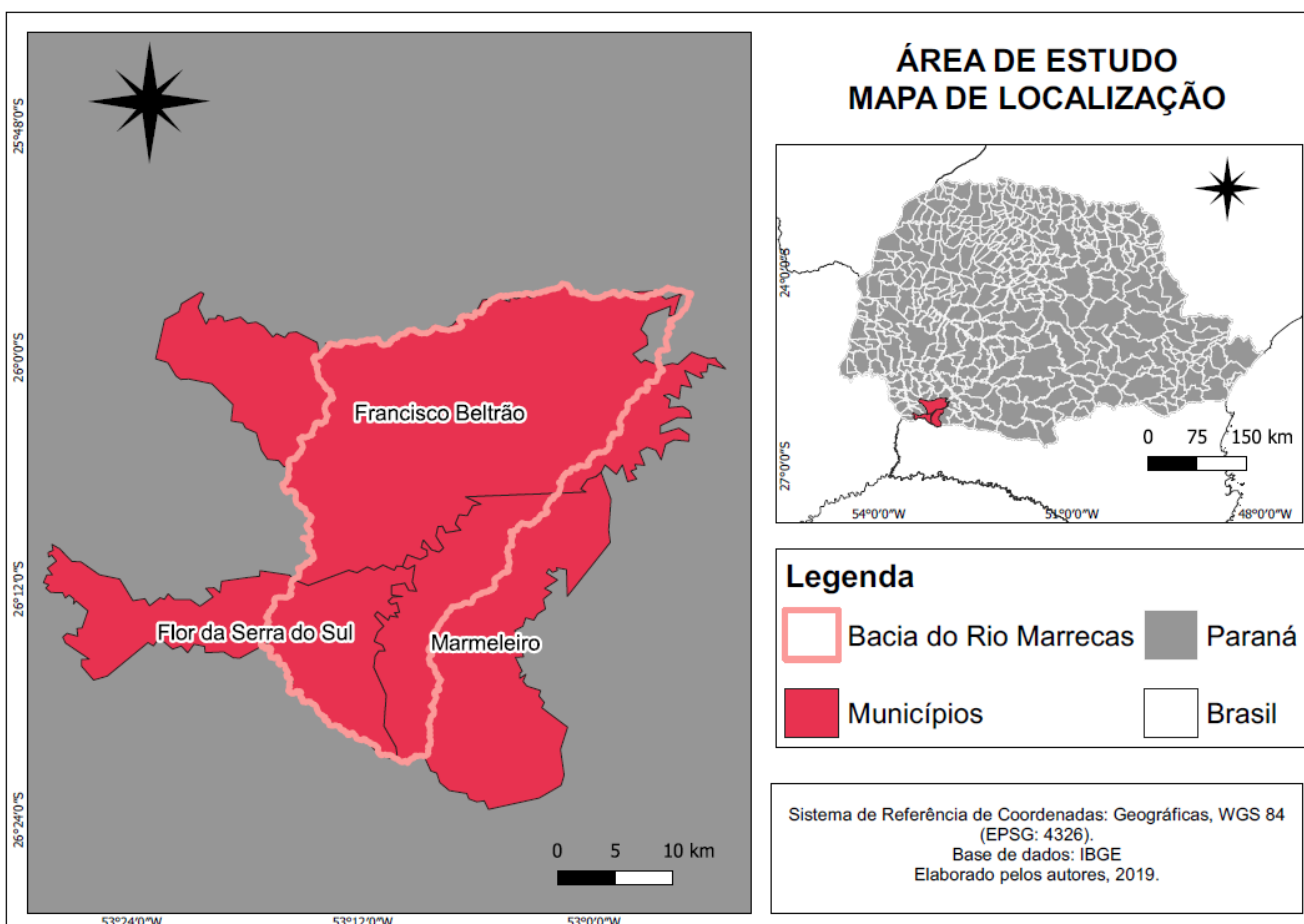 ÁREA DE ESTUDO
MAPA DE LOCALIZAÇÃO
25°48'0"S
26°0'0"S
26°12'0"S
26°24'0"S
53°24'0"W
53°12'0"W
53°0'0"W
Francisco Beltrão
Flor da Serra do Sul
Marmeleiro
0 5 10 km
24°0'0"S
27°0'0"S
54°0'0"W
51°0'0"W
48°0'0"W
0 75 150 km
Legenda
Bacia do Rio Marrecas
Paraná
Municípios
Brasil
Sistema de Referência de Coordenadas: Geográficas, WGS 84
(EPSG: 4326).
Base de dados: IBGE
Elaborado pelos autores, 2019.